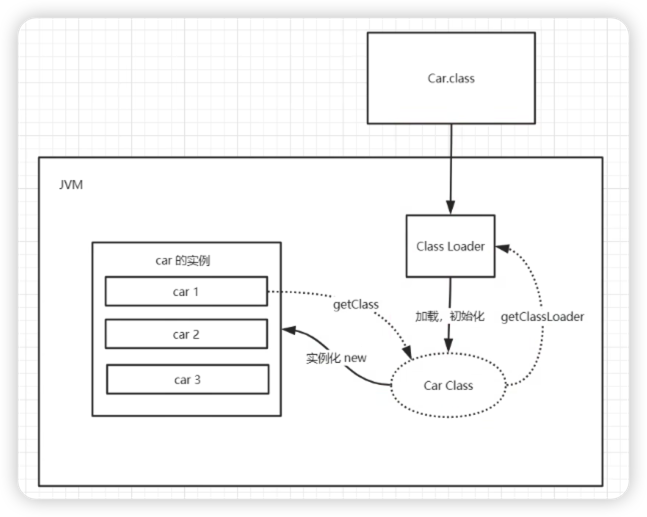 Car.class
JVM
Class Loader
car 的实例
car 1
getClass
加载，初始化
getClassLoader
car 2
实例化 new
car 3
Car Class